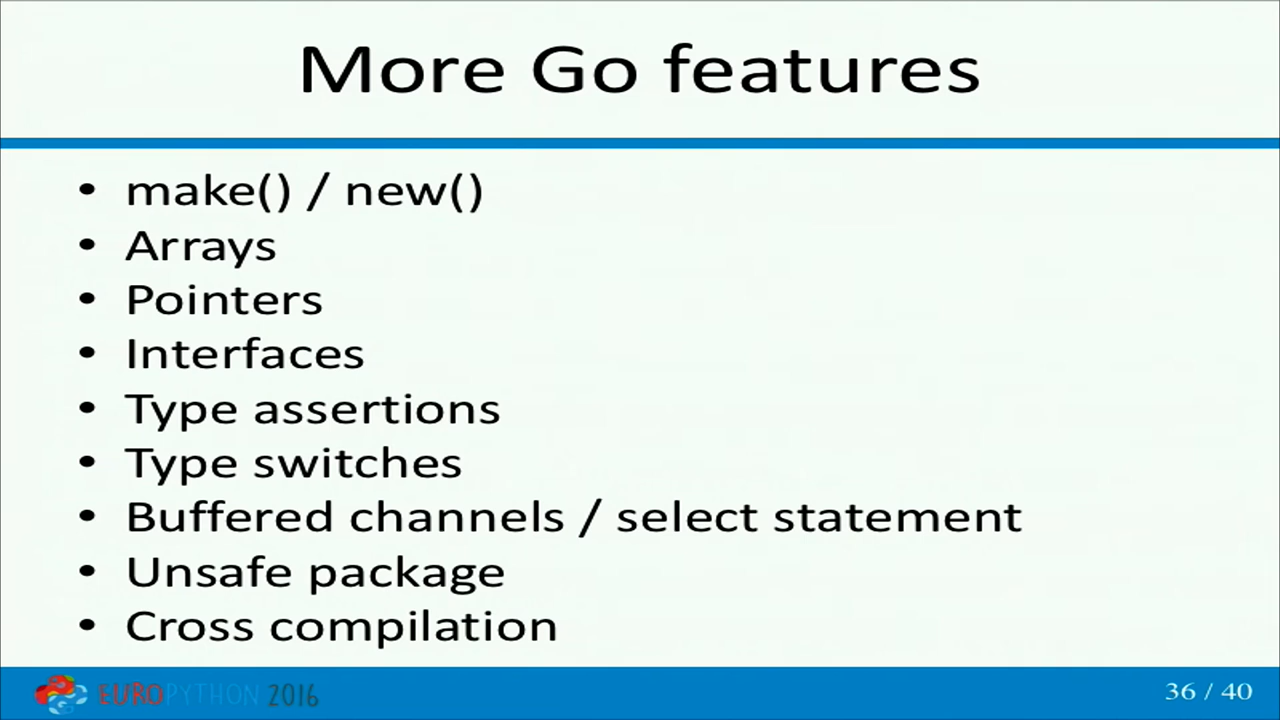 More Go features
• make() / new()
• Arrays
• Pointers
• Interfaces
• Type assertions
• Type switches
• Buffered channels / select statement
• Unsafe package
• Cross compilation
EUROPYTHON 2016
36 / 40